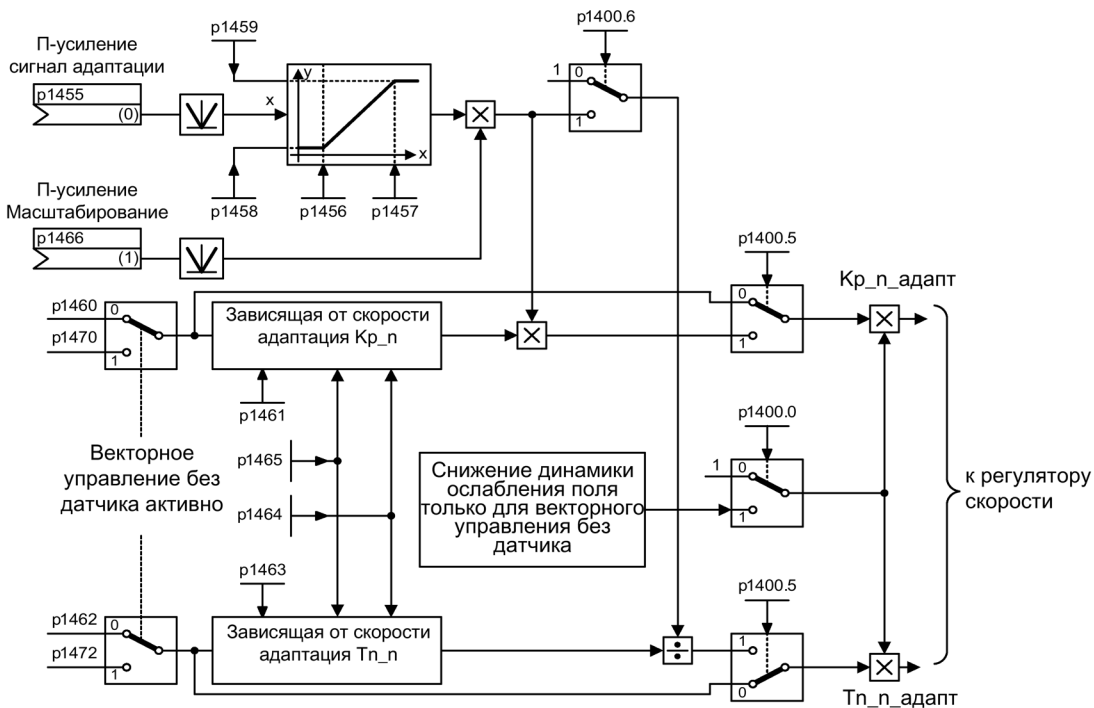 p1459
p1400.6
П-усиление
сигнал адаптации
p1455
(0)
x
y
x
1
0
1
p1458
p1456
p1457
П-усиление
Масштабирование
p1466
(1)
p1400.5
Kp_n_адапт
p1460
0
p1470
1
Зависящая от скорости
адаптация Kp_n
0
1
p1461
p1465
p1464
p1463
Векторное
управление без
датчика активно
Снижение динамики
ослабления поля
только для векторного
управления без
датчика
p1400.0
1
0
1
к регулятору
скорости
p1462
0
p1472
1
Зависящая от скорости
адаптация Tn_n
p1400.5
1
0
Tn_n_адапт